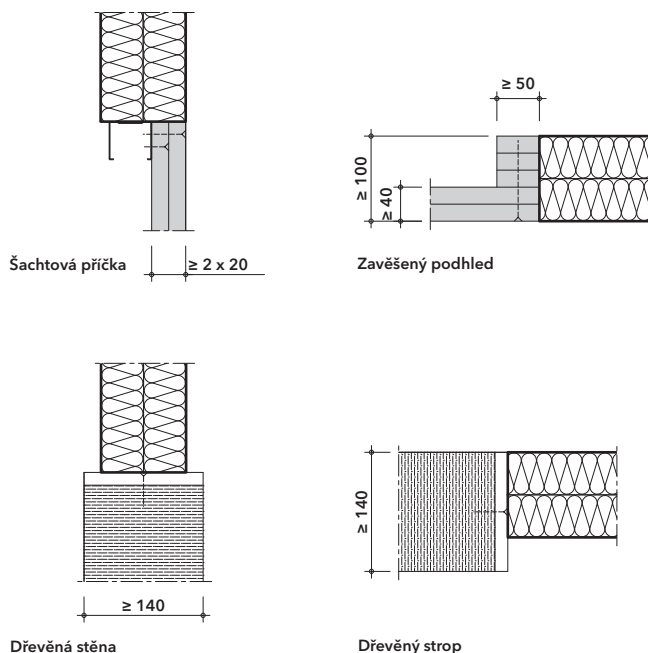 ≥ 50
≥ 100
≥ 40
Šachtová příčka
≥ 2 x 20
Zavěšený podhled
≥ 140
≥ 140
Dřevěná stěna
Dřevěný strop